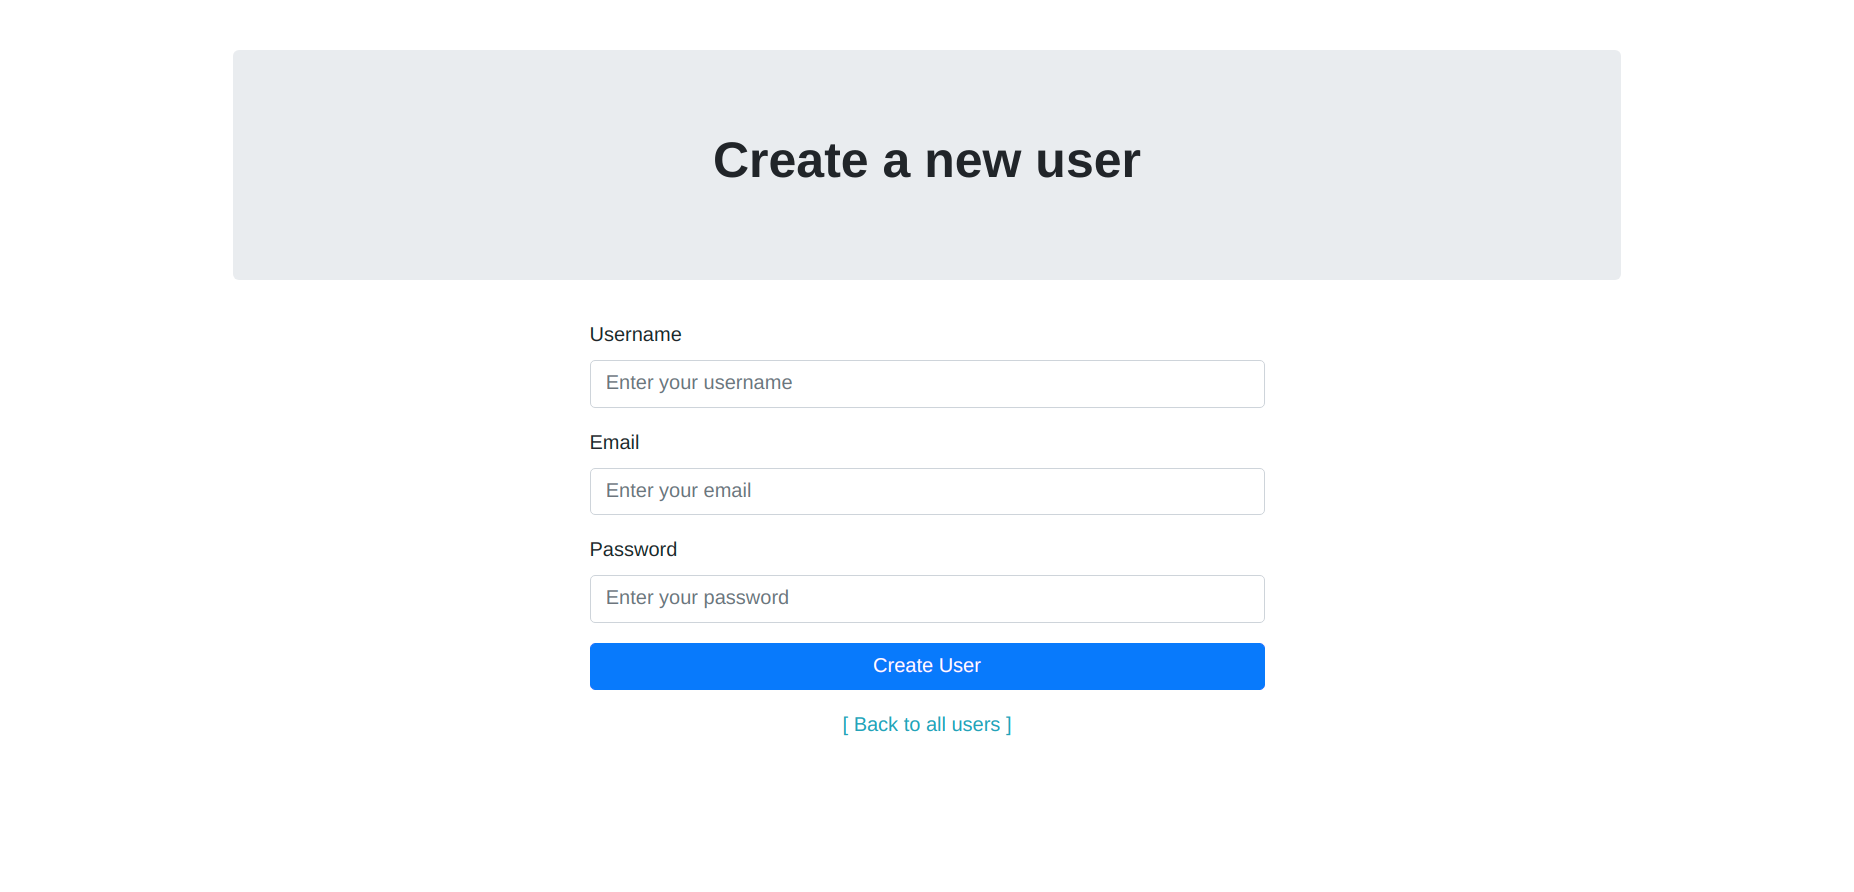 Create a new user
Username
Enter your username
Email
Enter your email
Password
Enter your password
Create User
[ Back to all users ]